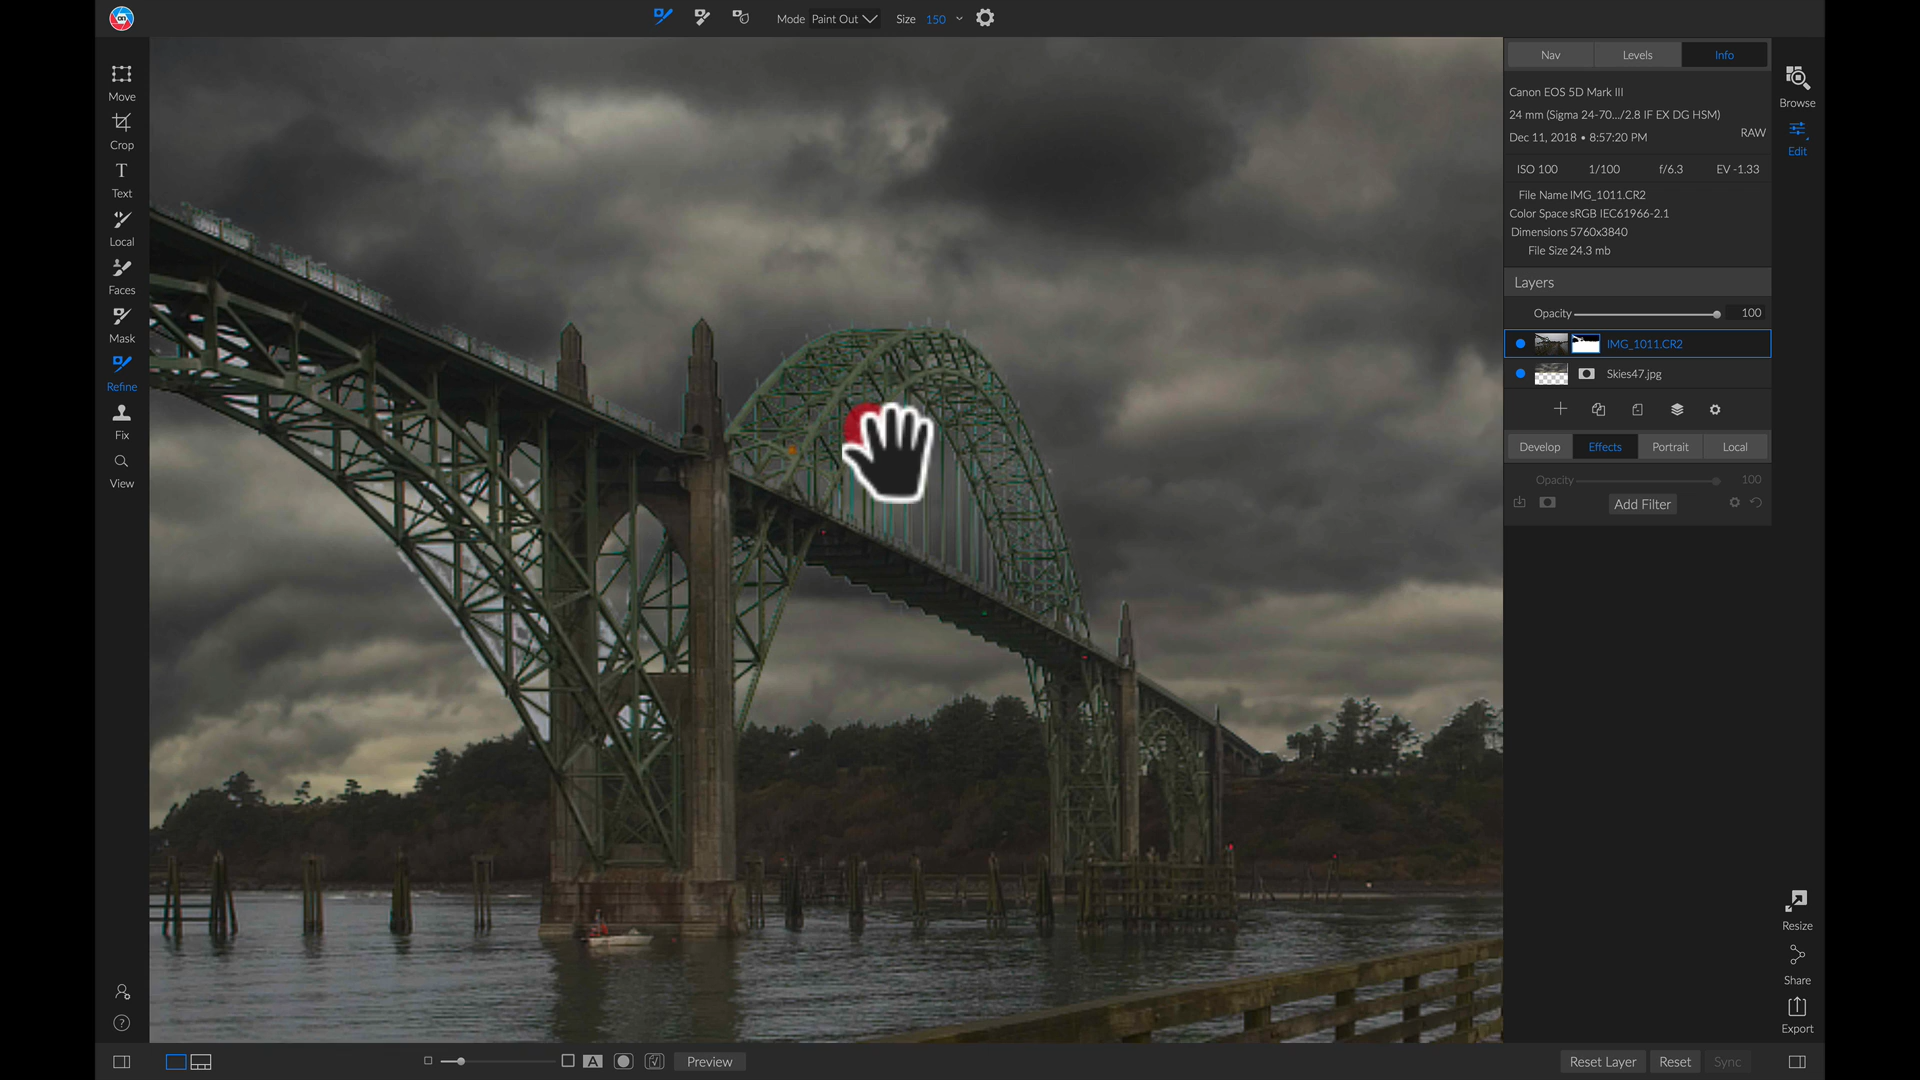 Mode Paint Out Size 150
Move
Crop
Text
Local
Faces
Mask
Refine
Fix
View
Nav Levels Info
Canon EOS 5D Mark III
24 mm (Sigma 24-70.../2.8 IF EX DG HSM)
Dec 11, 2018 • 8:57:20 PM RAW
ISO 100 1/100 f/6.3 EV -1.33
File Name IMG_1011.CR2
Color Space sRGB IEC61966-2.1
Dimensions 5760x3840
File Size 24.3 mb
Layers
Opacity 100
IMG_1011.CR2
Skies47.jpg
Develop Effects Portrait Local
Opacity 100
Add Filter
Browse
Edit
Resize
Share
Export
A Preview
Reset Layer Reset Sync